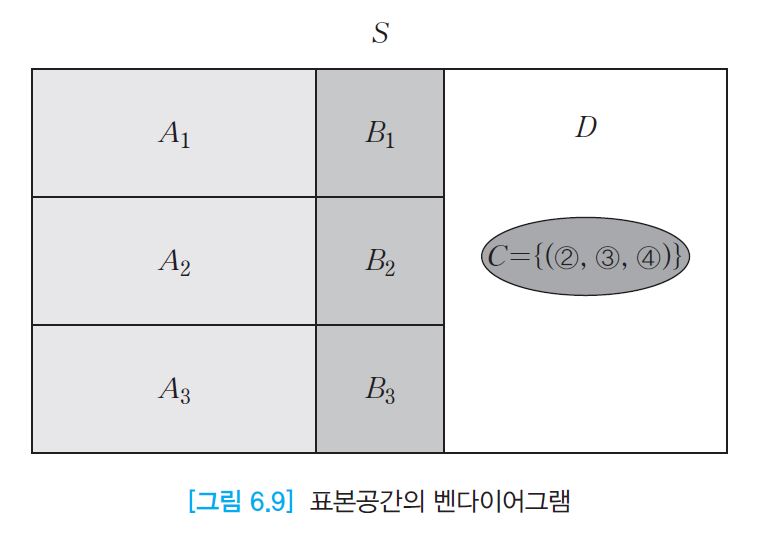 S
A₁ B₁ D
A₂ B₂ C={(②, ③, ④)}
A₃ B₃
[그림 6.9] 표본공간의 벤다이어그램